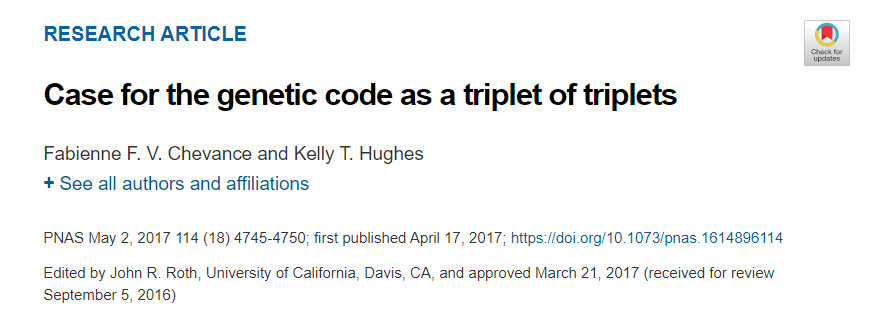 RESEARCH ARTICLE
Check for
updates
Case for the genetic code as a triplet of triplets
Fabienne F. V. Chevance and Kelly T. Hughes
+ See all authors and affiliations
PNAS May 2, 2017 114 (18) 4745-4750; first published April 17, 2017; https://doi.org/10.1073/pnas.1614896114
Edited by John R. Roth, University of California, Davis, CA, and approved March 21, 2017 (received for review
September 5, 2016)